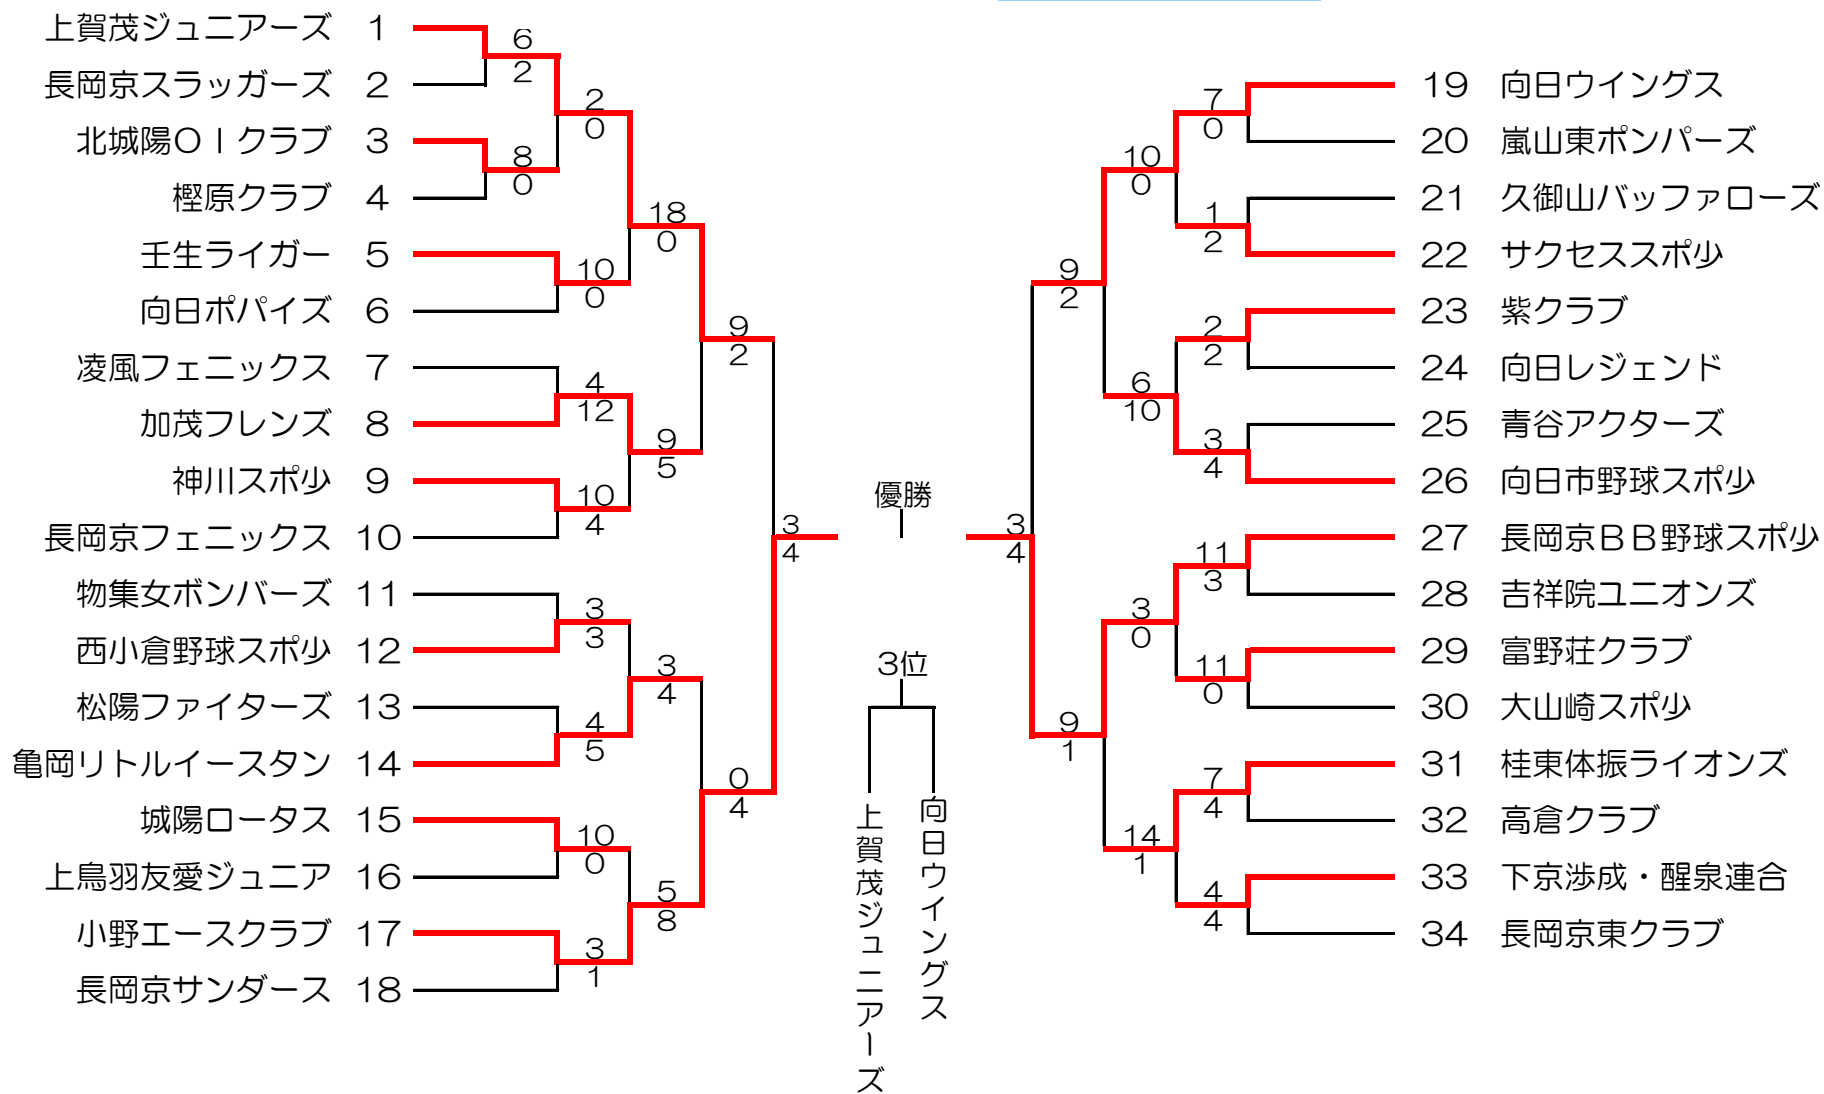 上賀茂ジュニアーズ 1
長岡京スラッガーズ 2
北城陽OIクラブ 3
樫原クラブ 4
壬生ライガー 5
向日ポパイズ 6
凌風フェニックス 7
加茂フレンズ 8
神川スポ少 9
長岡京フェニックス 10
物集女ボンバーズ 11
西小倉野球スポ少 12
松陽ファイターズ 13
亀岡リトルイースタン 14
城陽ロータス 15
上鳥羽友愛ジュニア 16
小野エースクラブ 17
長岡京サンダース 18
6
2
8
0
2
0
10
0
4
12
10
4
3
3
4
5
10
0
3
1
18
0
9
5
3
4
5
8
9
2
0
4
3
4
優勝
3位
上賀茂ジュニアーズ
向日ウイングス
3
4
9
2
9
1
10
0
6
10
3
0
14
1
7
0
1
2
2
2
3
4
11
3
11
0
7
4
4
4
19 向日ウイングス
20 嵐山東ポンパーズ
21 久御山バッファローズ
22 サクセススポ少
23 紫クラブ
24 向日レジェンド
25 青谷アクターズ
26 向日市野球スポ少
27 長岡京BB野球スポ少
28 吉祥院ユニオンズ
29 富野荘クラブ
30 大山崎スポ少
31 桂東体振ライオンズ
32 高倉クラブ
33 下京渉成・醒泉連合
34 長岡京東クラブ